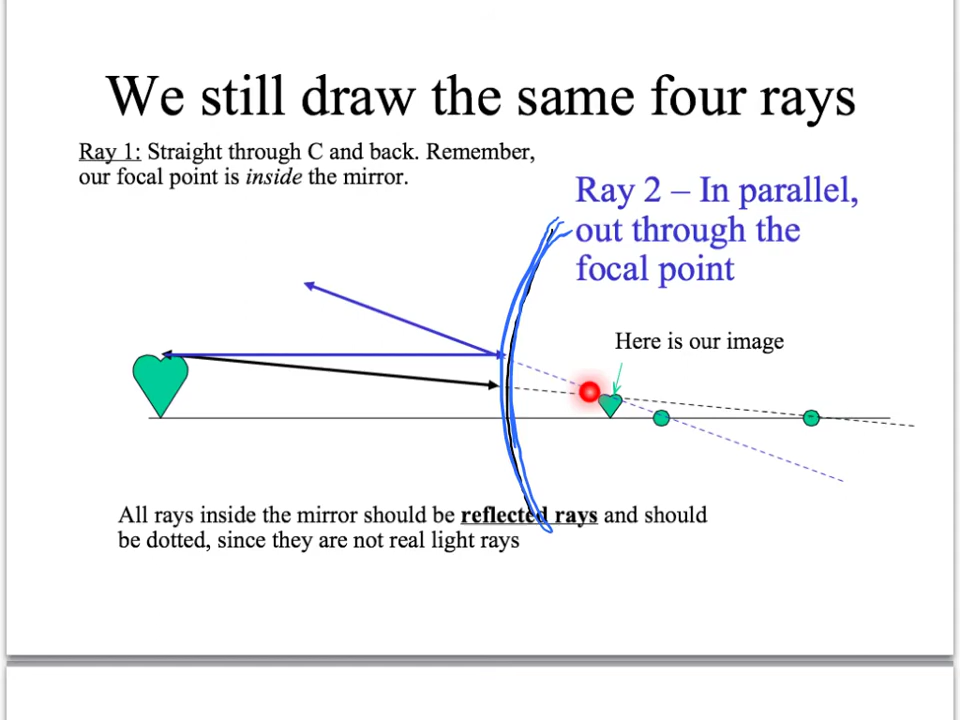 We still draw the same four rays
Ray 1: Straight through C and back. Remember,
our focal point is inside the mirror.
Ray 2 – In parallel,
out through the
focal point
Here is our image
All rays inside the mirror should be reflected rays and should
be dotted, since they are not real light rays